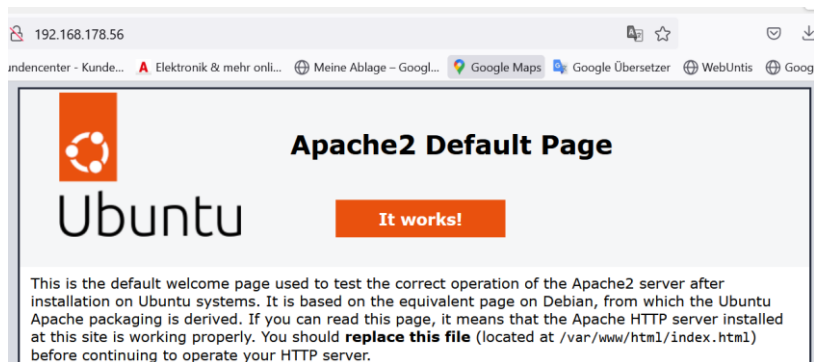 192.168.178.56
undencenter - Kunde... A Elektronik & mehr onli... Meine Ablage – Googl... Google Maps Google Übersetzer WebUntis Goog
Apache2 Default Page
Ubuntu
It works!
This is the default welcome page used to test the correct operation of the Apache2 server after
installation on Ubuntu systems. It is based on the equivalent page on Debian, from which the Ubuntu
Apache packaging is derived. If you can read this page, it means that the Apache HTTP server installed
at this site is working properly. You should replace this file (located at /var/www/html/index.html)
before continuing to operate your HTTP server.